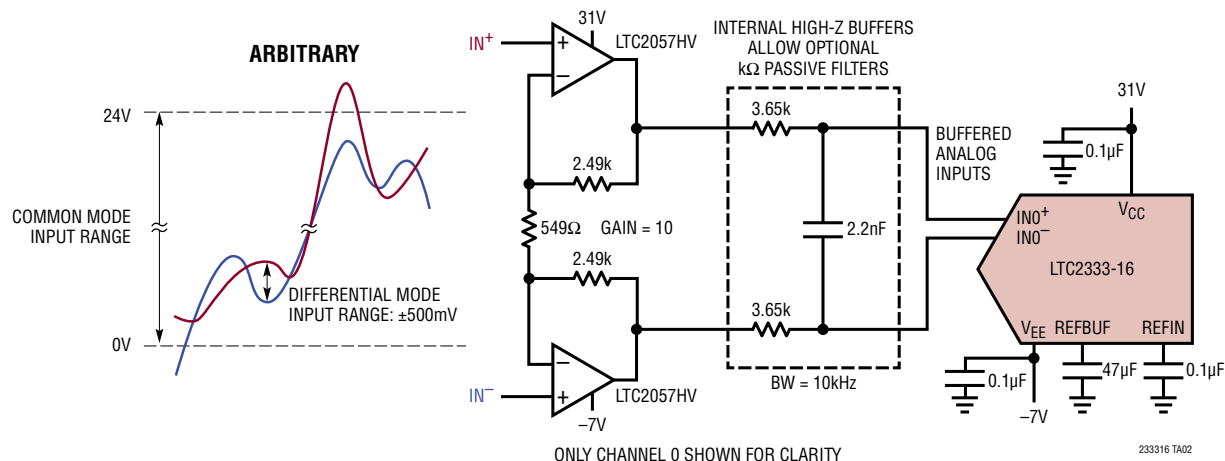 ARBITRARY
24V
COMMON MODE
INPUT RANGE
0V
DIFFERENTIAL MODE
INPUT RANGE: ±500mV
IN+
31V
+
–
LTC2057HV
2.49k
549Ω
GAIN = 10
2.49k
–
+
LTC2057HV
IN–
–7V
INTERNAL HIGH-Z BUFFERS
ALLOW OPTIONAL
kΩ PASSIVE FILTERS
3.65k
2.2nF
3.65k
BW = 10kHz
BUFFERED
ANALOG
INPUTS
31V
0.1µF
VCC
IN0+
IN0–
LTC2333-16
VEE
REFBUF
REFIN
0.1µF
–7V
47µF
0.1µF
ONLY CHANNEL 0 SHOWN FOR CLARITY
233316 TA02